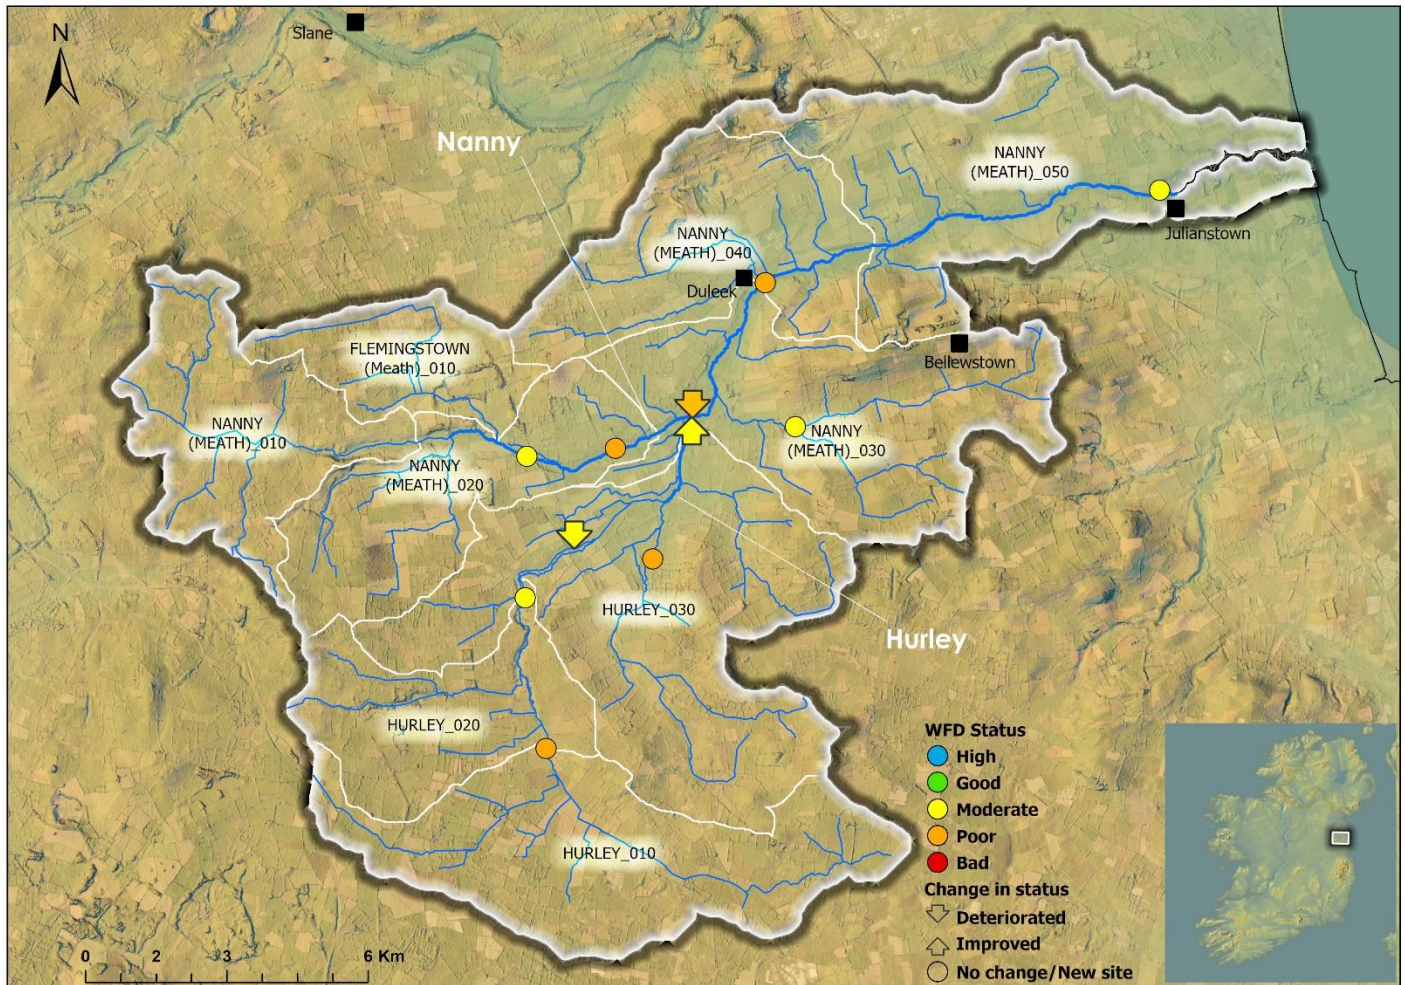 N
Slane
Nanny
NANNY
(MEATH)_050
Julianstown
NANNY
(MEATH)_040
Duleek
Bellewstown
FLEMINGSTOWN
(Meath)_010
NANNY
(MEATH)_010
NANNY
(MEATH)_020
NANNY
(MEATH)_030
HURLEY_030
Hurley
HURLEY_020
HURLEY_010
WFD Status
High
Good
Moderate
Poor
Bad
Change in status
Deteriorated
Improved
No change/New site
0 3 6 Km